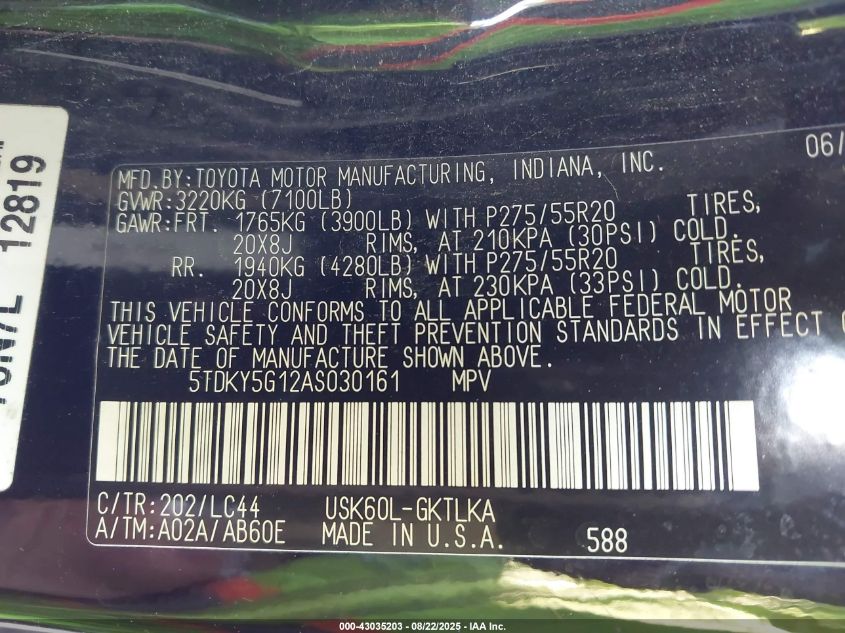 12819
06/
MFD.BY:TOYOTA MOTOR MANUFACTURING, INDIANA, INC.
GVWR:3220KG (7100LB)
GAWR:FRT. 1765KG (3900LB) WITH P275/55R20 TIRES,
20X8J RIMS, AT 210KPA (30PSI) COLD.
RR. 1940KG (4280LB) WITH P275/55R20 TIRES,
20X8J RIMS, AT 230KPA (33PSI) COLD.
THIS VEHICLE CONFORMS TO ALL APPLICABLE FEDERAL MOTOR
VEHICLE SAFETY AND THEFT PREVENTION STANDARDS IN EFFECT
THE DATE OF MANUFACTURE SHOWN ABOVE.
5TDKY5G12AS030161 MPV
C/TR:202/LC44 USK60L-GKTLKA
A/TM:A02A/AB60E MADE IN U.S.A. 588
000-43035203 - 08/22/2025 - IAA Inc.